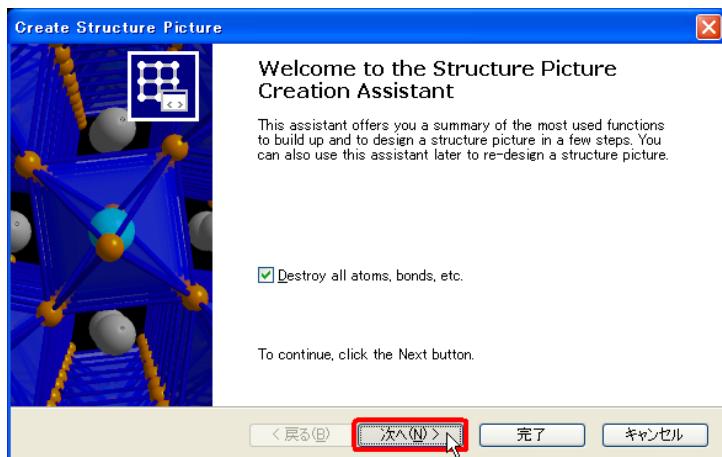 Create Structure Picture
Welcome to the Structure Picture
Creation Assistant
This assistant offers you a summary of the most used functions
to build up and to design a structure picture in a few steps. You
can also use this assistant later to re-design a structure picture.
Destroy all atoms, bonds, etc.
To continue, click the Next button.
< 戻る(B) 次へ(N) > 完了 キャンセル